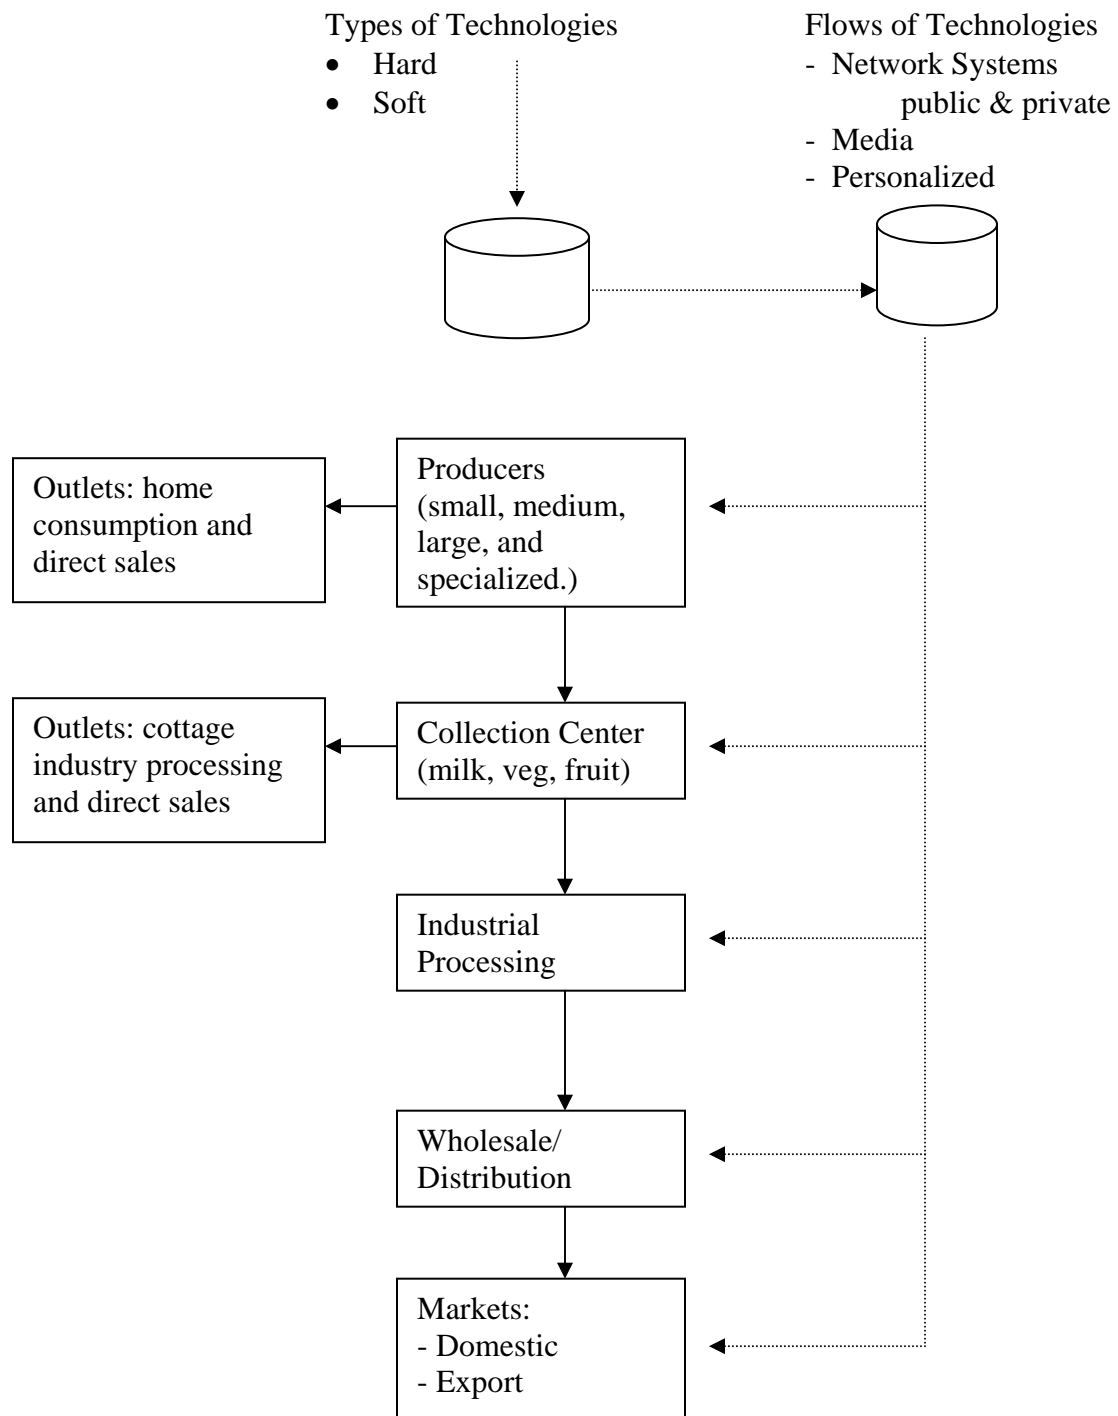 Types of Technologies
• Hard
• Soft
Flows of Technologies
- Network Systems
public & private
- Media
- Personalized
Outlets: home
consumption and
direct sales
Producers
(small, medium,
large, and
specialized.)
Outlets: cottage
industry processing
and direct sales
Collection Center
(milk, veg, fruit)
Industrial
Processing
Wholesale/
Distribution
Markets:
- Domestic
- Export